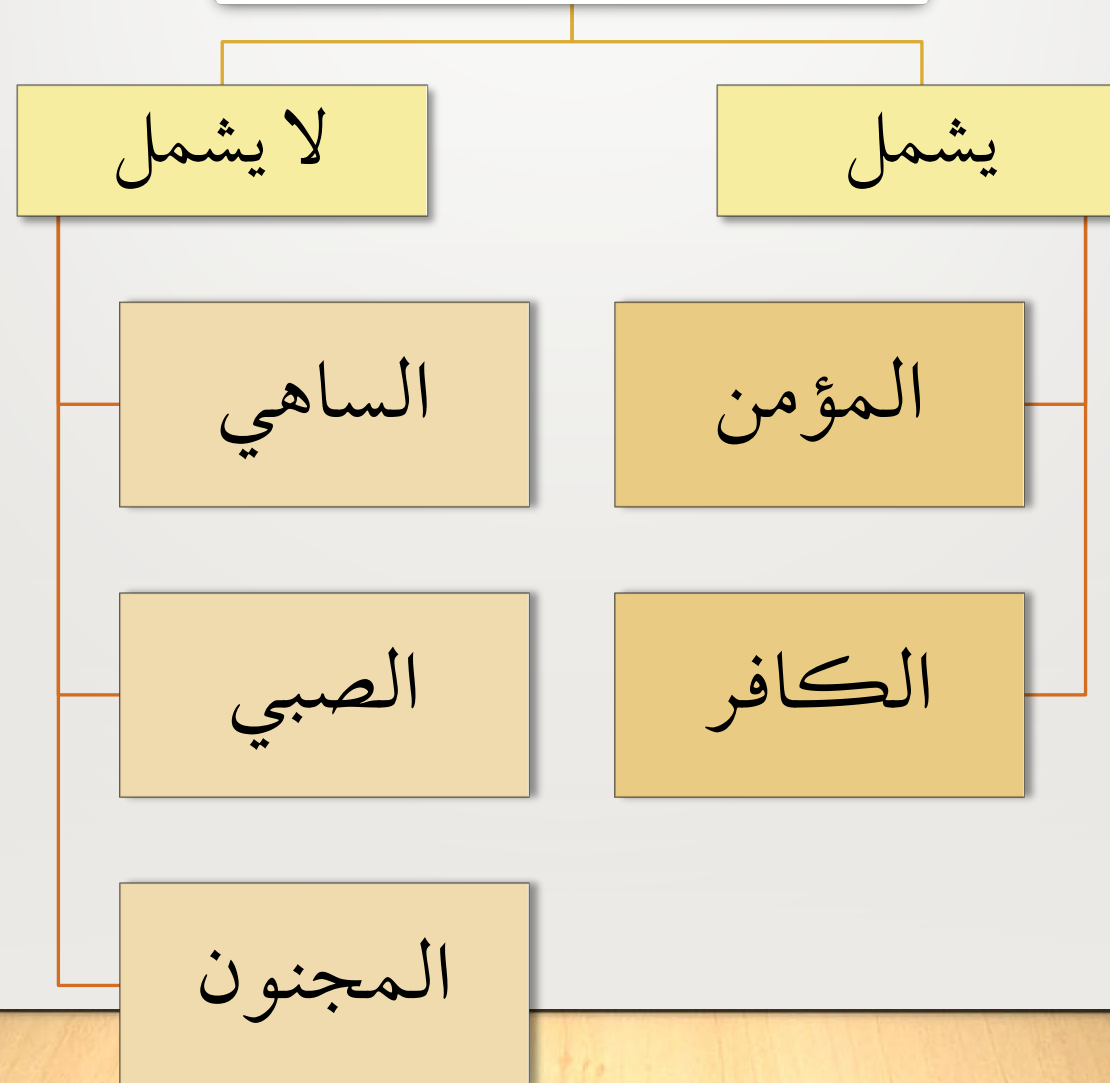 يشمل
لا يشمل
المؤمن
الساهي
الكافر
الصبي
المجنون